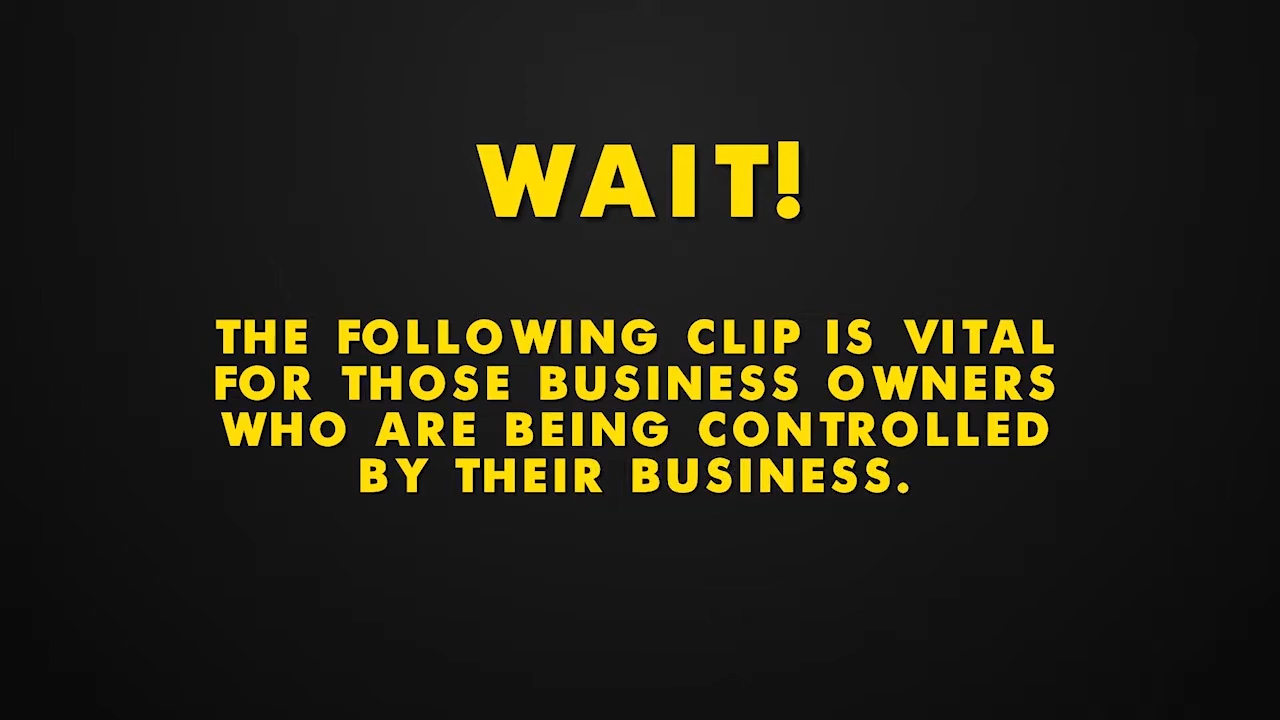 WAIT!
THE FOLLOWING CLIP IS VITAL
FOR THOSE BUSINESS OWNERS
WHO ARE BEING CONTROLLED
BY THEIR BUSINESS.